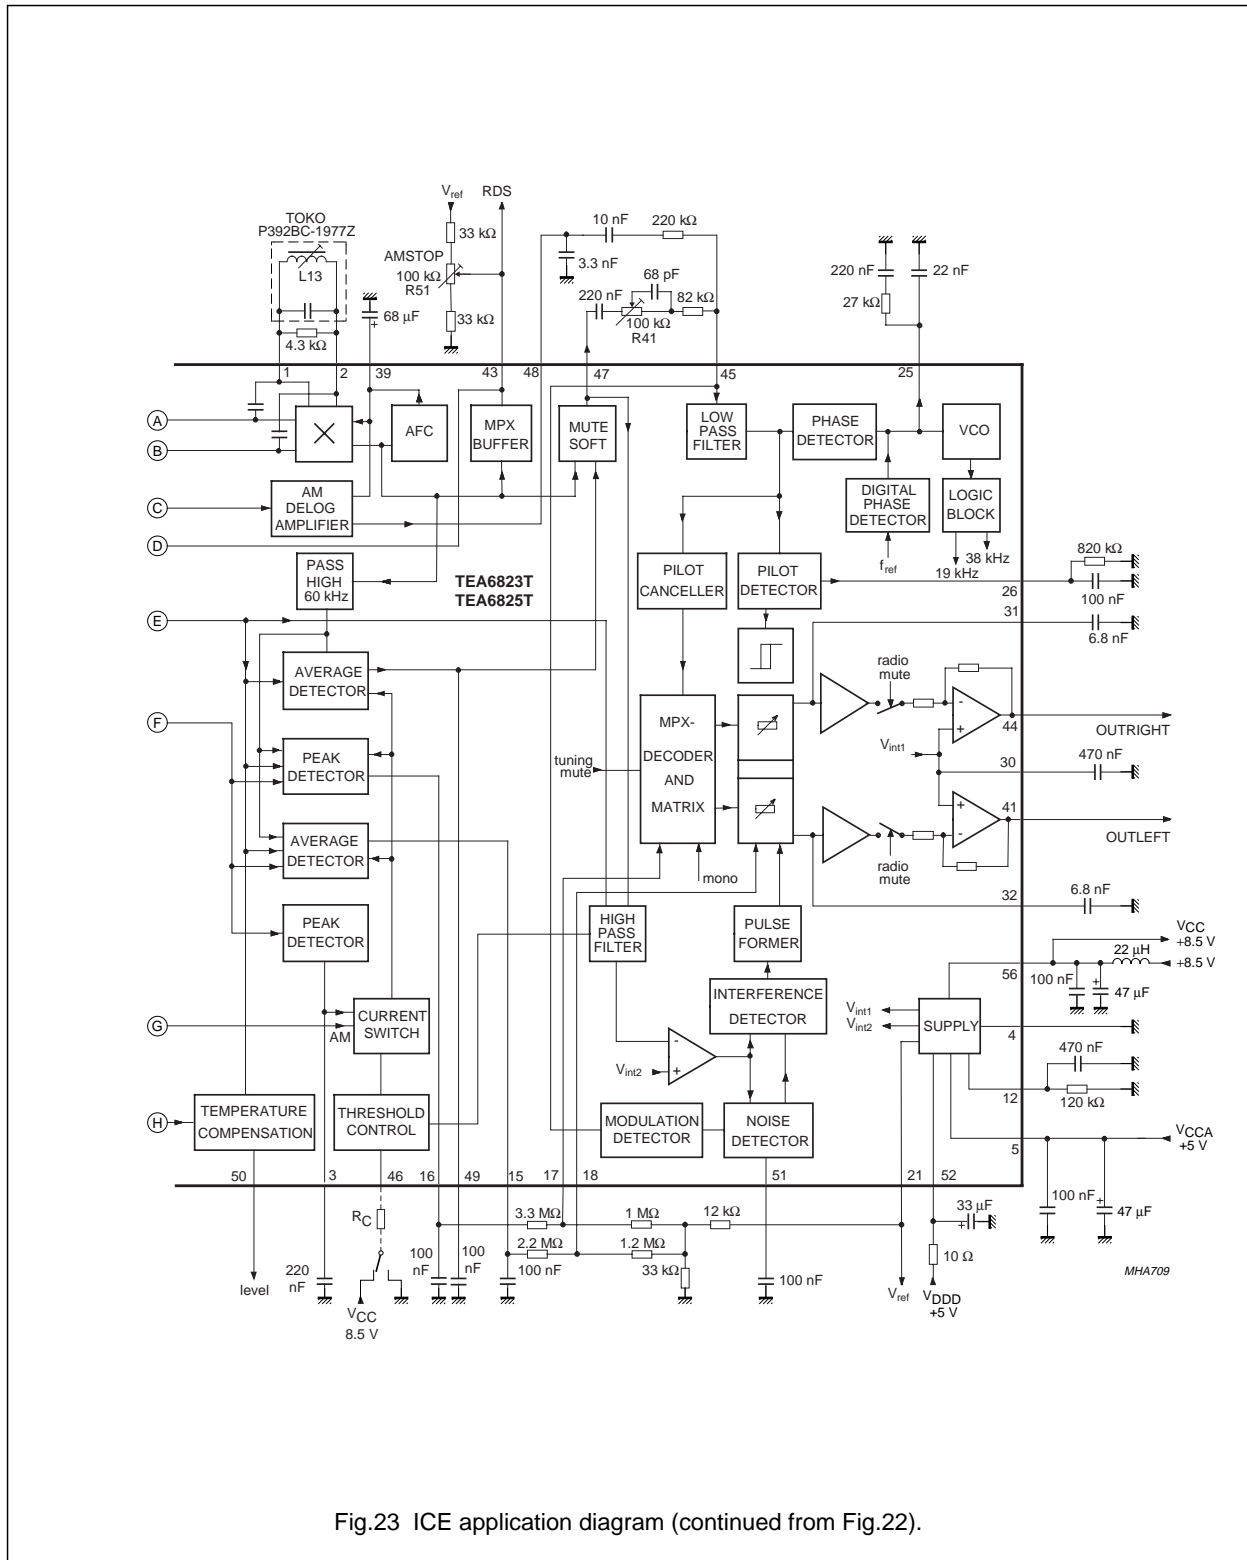 TOKO
P392BC-1977Z
L13
4.3 kΩ
68 μF
+
Vref
33 kΩ
AMSTOP
100 kΩ
R51
33 kΩ
RDS
10 nF
220 kΩ
3.3 nF
68 pF
220 nF
82 kΩ
100 kΩ
R41
220 nF
22 nF
27 kΩ
1
2
39
43
48
47
45
25
A
B
C
D
E
F
G
H
AFC
MPX
BUFFER
MUTE
SOFT
LOW
PASS
FILTER
PHASE
DETECTOR
VCO
AM
DELOG
AMPLIFIER
DIGITAL
PHASE
DETECTOR
LOGIC
BLOCK
fref
38 kHz
19 kHz
PASS
HIGH
60 kHz
TEA6823T
TEA6825T
PILOT
CANCELLER
PILOT
DETECTOR
820 kΩ
26
100 nF
31
6.8 nF
AVERAGE
DETECTOR
PEAK
DETECTOR
AVERAGE
DETECTOR
PEAK
DETECTOR
tuning
mute
MPX-
DECODER
AND
MATRIX
mono
radio
mute
-
+
44
OUTRIGHT
Vint1
30
470 nF
+
-
41
OUTLEFT
radio
mute
32
6.8 nF
HIGH
PASS
FILTER
PULSE
FORMER
INTERFERENCE
DETECTOR
CURRENT
SWITCH
AM
-
+
Vint2
VCC
+8.5 V
22 μH
+8.5 V
56
100 nF
+
47 μF
Vint1
Vint2
SUPPLY
4
470 nF
12
120 kΩ
VCCA
+5 V
5
TEMPERATURE
COMPENSATION
THRESHOLD
CONTROL
MODULATION
DETECTOR
NOISE
DETECTOR
50
3
46
16
49
15
17
18
51
21
52
100 nF
+
47 μF
RC
3.3 MΩ
1 MΩ
12 kΩ
2.2 MΩ
1.2 MΩ
33 μF
+
10 Ω
level
220
nF
VCC
8.5 V
100
nF
100
nF
100 nF
33 kΩ
100 nF
Vref
VDDD
+5 V
MHA709
Fig.23 ICE application diagram (continued from Fig.22).